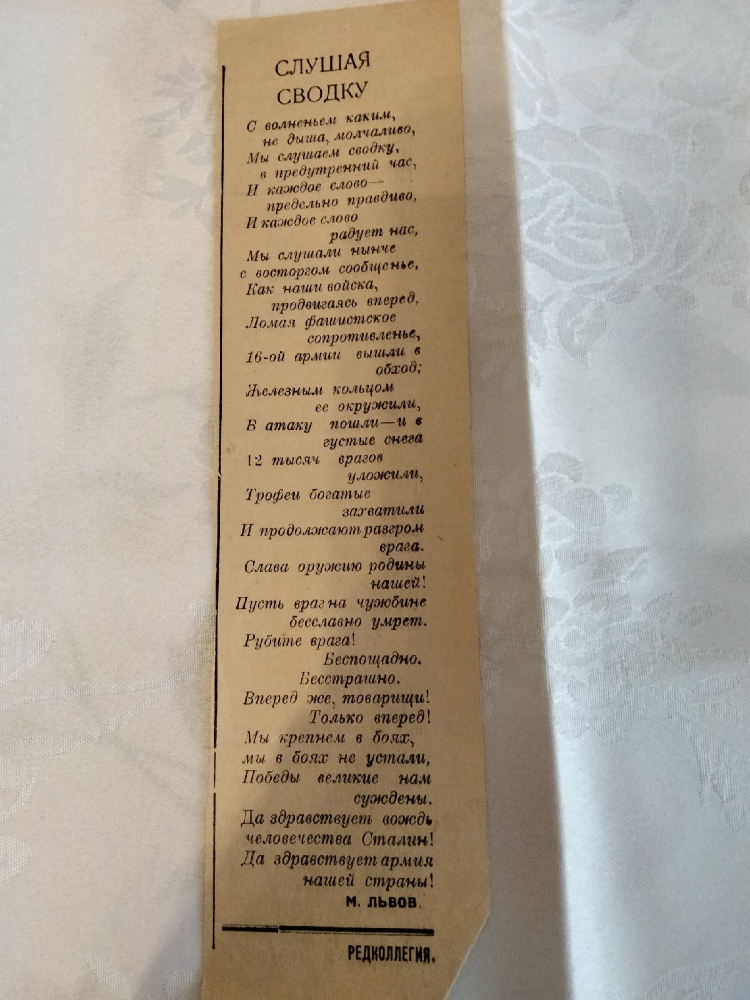 СЛУШАЯ
СВОДКУ
С волненьем каким,
не дыша, молчаливо,
Мы слушаем сводку,
в предутренний час,
И каждое слово—
предельно правдиво,
И каждое слово
радует нас,
Мы слушали нынче
с восторгом сообщенье,
Как наши войска,
продвигаясь вперед,
Ломая фашистское
сопротивленье,
16-ой армии вышли в
обход;
Железным кольцом
ее окружили,
В атаку пошли—и в
густые снега
12 тысяч врагов
уложили,
Трофеи богатые
захватили
И продолжают разгром
врага.
Слава оружию родины
нашей!
Пусть враг на чужбине
бесславно умрет.
Рубите врага!
Беспощадно.
Бесстрашно.
Вперед же, товарищи!
Только вперед!
Мы крепнем в боях,
мы в боях не устали,
Победы великие нам
суждены.
Да здравствует вождь
человечества Сталин!
Да здравствует армия
нашей страны!
М. ЛЬВОВ.
РЕДКОЛЛЕГИЯ.